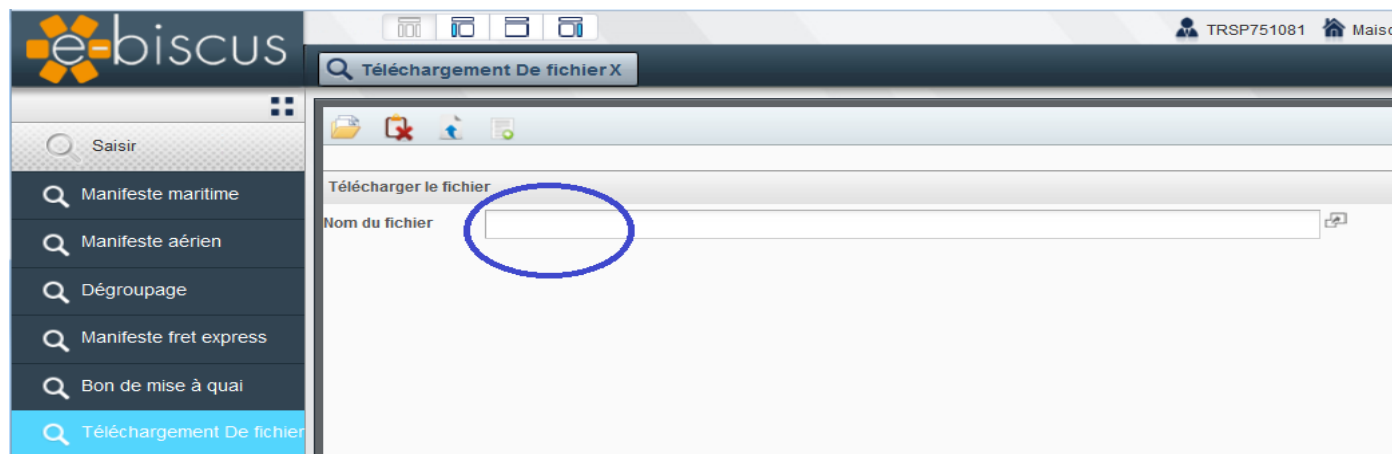 e-biscus
TRSP751081 Maiso
Téléchargement De fichier X
Saisir
Manifeste maritime
Manifeste aérien
Dégroupage
Manifeste fret express
Bon de mise à quai
Téléchargement De fichier
Télécharger le fichier
Nom du fichier